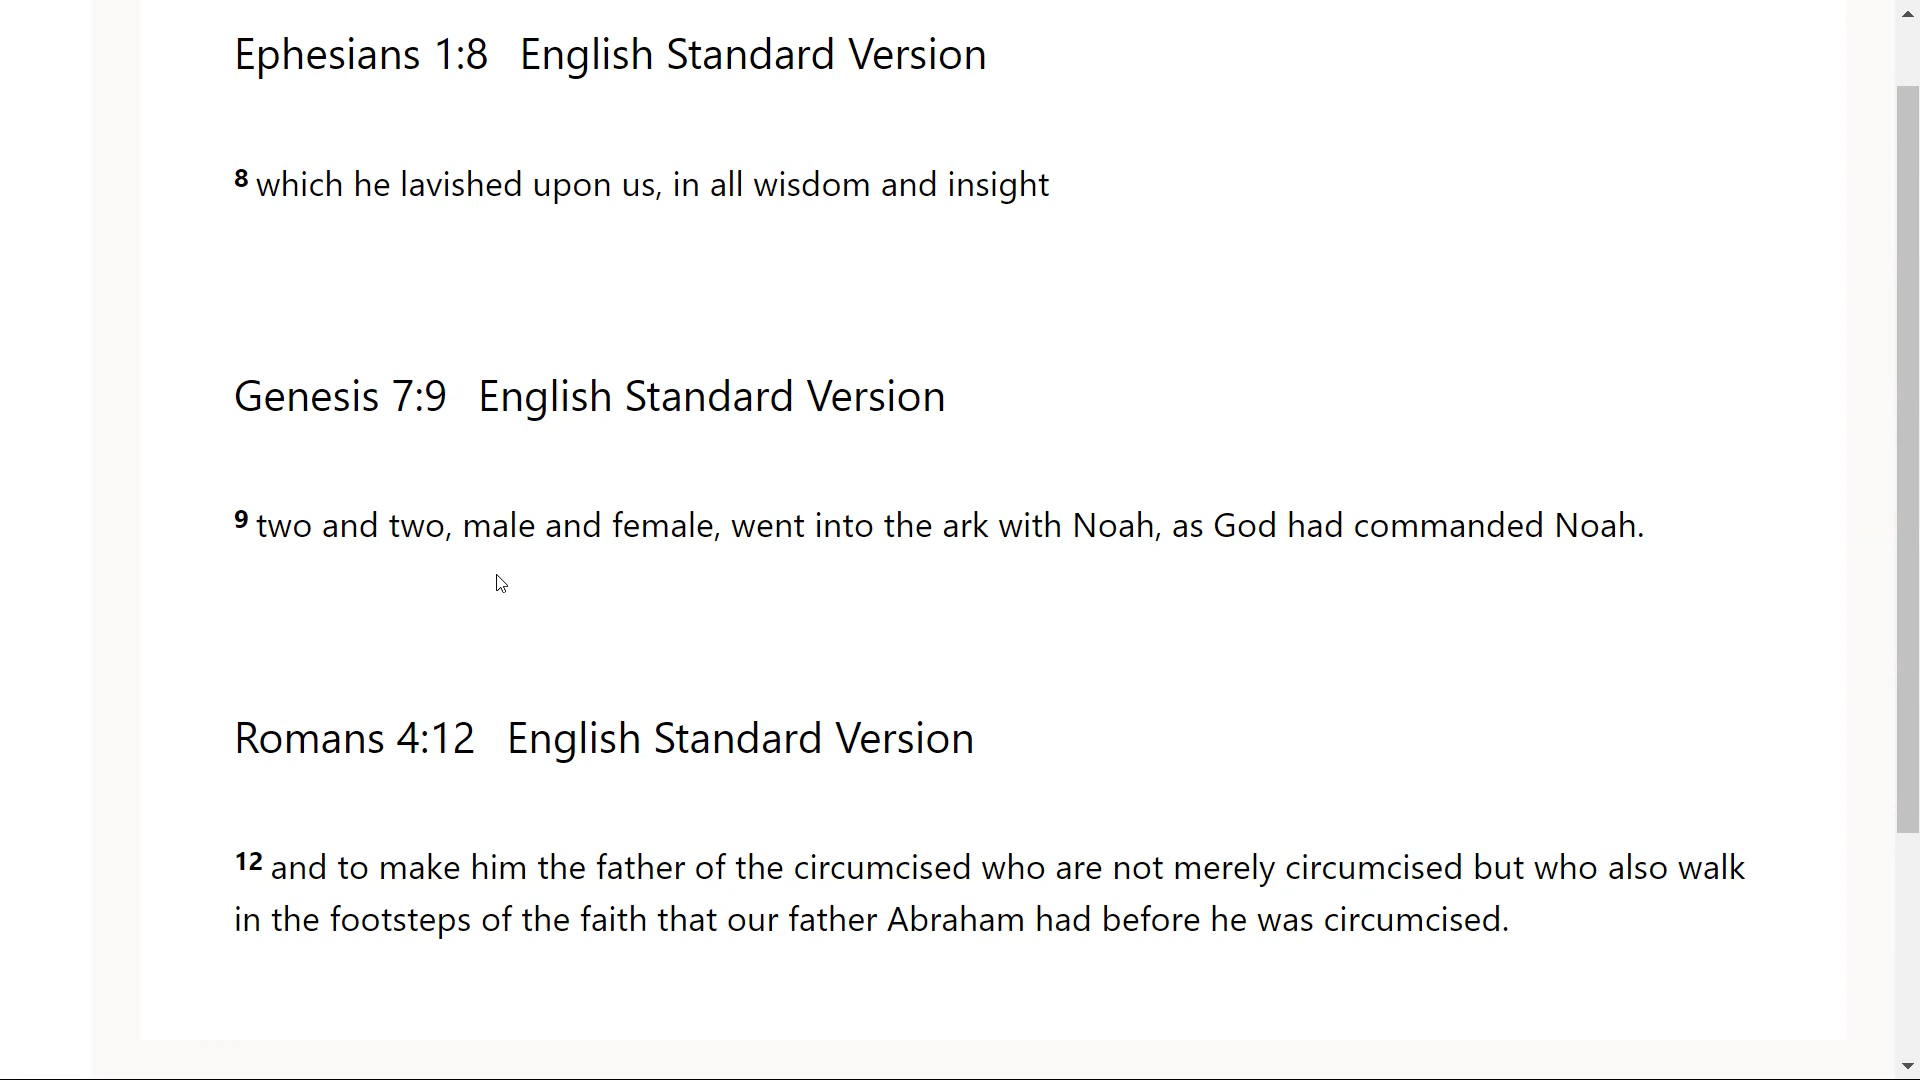 Ephesians 1:8 English Standard Version
8 which he lavished upon us, in all wisdom and insight
Genesis 7:9 English Standard Version
9 two and two, male and female, went into the ark with Noah, as God had commanded Noah.
Romans 4:12 English Standard Version
12 and to make him the father of the circumcised who are not merely circumcised but who also walk
in the footsteps of the faith that our father Abraham had before he was circumcised.